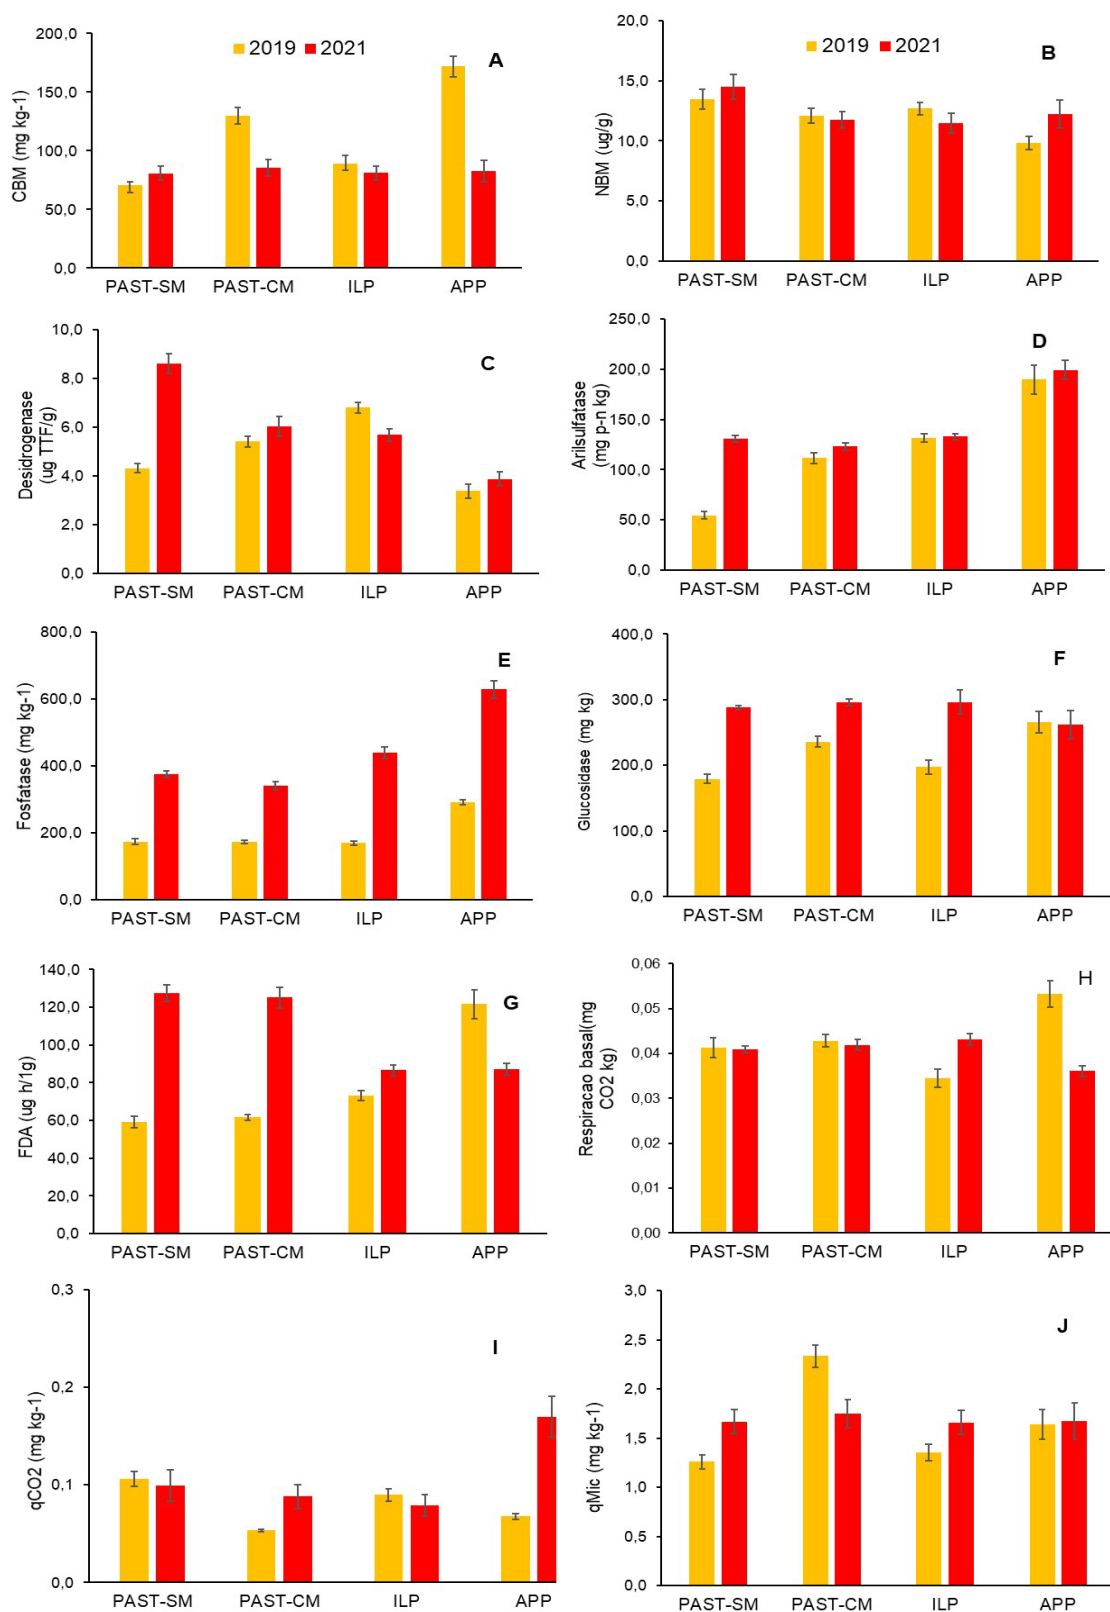 2019 2021
A
CBM (mg kg-1)
200,0
150,0
100,0
50,0
0,0
PAST-SM PAST-CM ILP APP
2019 2021
B
NBM (ug/g)
20,0
15,0
10,0
5,0
0,0
PAST-SM PAST-CM ILP APP
C
Desidrogenase
(ug TTF/g)
10,0
8,0
6,0
4,0
2,0
0,0
PAST-SM PAST-CM ILP APP
D
Arilsulfatase
(mg p-n kg)
250,0
200,0
150,0
100,0
50,0
0,0
PAST-SM PAST-CM ILP APP
E
Fosfatase (mg kg-1)
800,0
600,0
400,0
200,0
0,0
PAST-SM PAST-CM ILP APP
F
Glucosidase (mg kg)
400,0
300,0
200,0
100,0
0,0
PAST-SM PAST-CM ILP APP
G
FDA (ug h/1g)
140,0
120,0
100,0
80,0
60,0
40,0
20,0
0,0
PAST-SM PAST-CM ILP APP
H
Respiracao basal(mg
CO2 kg)
0,06
0,05
0,04
0,03
0,02
0,01
0,00
PAST-SM PAST-CM ILP APP
I
qCO2 (mg kg-1)
0,3
0,2
0,1
0,0
PAST-SM PAST-CM ILP APP
J
qMic (mg kg-1)
3,0
2,5
2,0
1,5
1,0
0,5
0,0
PAST-SM PAST-CM ILP APP